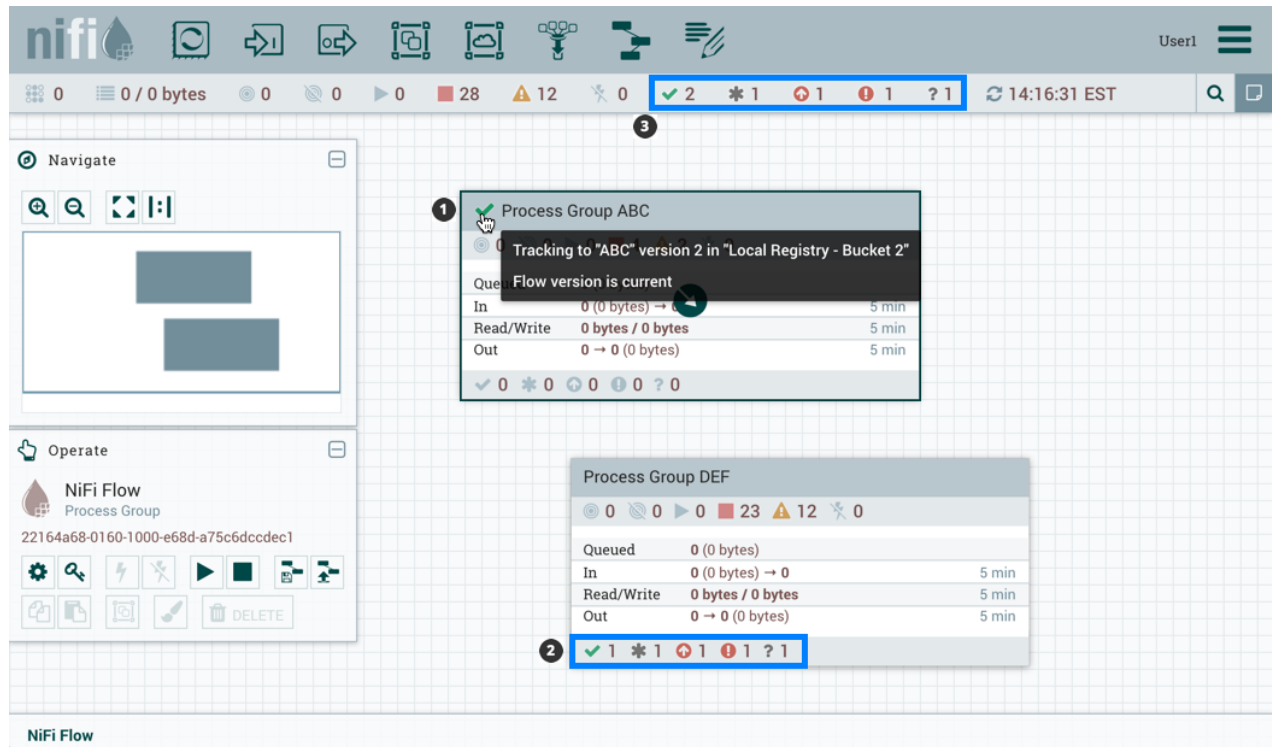 nifi
User1
0 0 / 0 bytes 0 0 0 28 12 0 2 1 1 1 ? 1 14:16:31 EST
3
Navigate
1
Process Group ABC
0
Tracking to "ABC" version 2 in "Local Registry - Bucket 2"
Flow version is current
In 0 (0 bytes) → 5 min
Read/Write 0 bytes / 0 bytes 5 min
Out 0 → 0 (0 bytes) 5 min
0 0 0 0 ? 0
Operate
NiFi Flow
Process Group
22164a68-0160-1000-e68d-a75c6dccdec1
DELETE
Process Group DEF
0 0 0 23 12 0
Queued 0 (0 bytes)
In 0 (0 bytes) → 0 5 min
Read/Write 0 bytes / 0 bytes 5 min
Out 0 → 0 (0 bytes) 5 min
2
1 1 1 1 ? 1
NiFi Flow